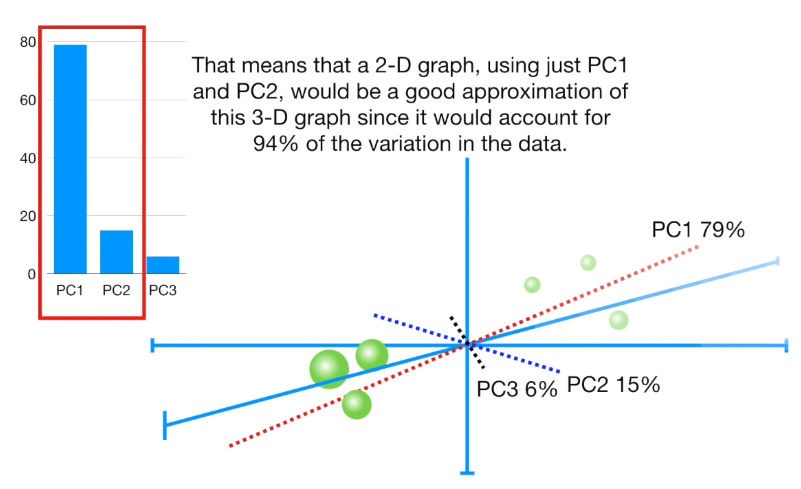 80
60
40
20
0
PC1 PC2 PC3
That means that a 2-D graph, using just PC1
and PC2, would be a good approximation of
this 3-D graph since it would account for
94% of the variation in the data.
PC1 79%
PC3 6% PC2 15%